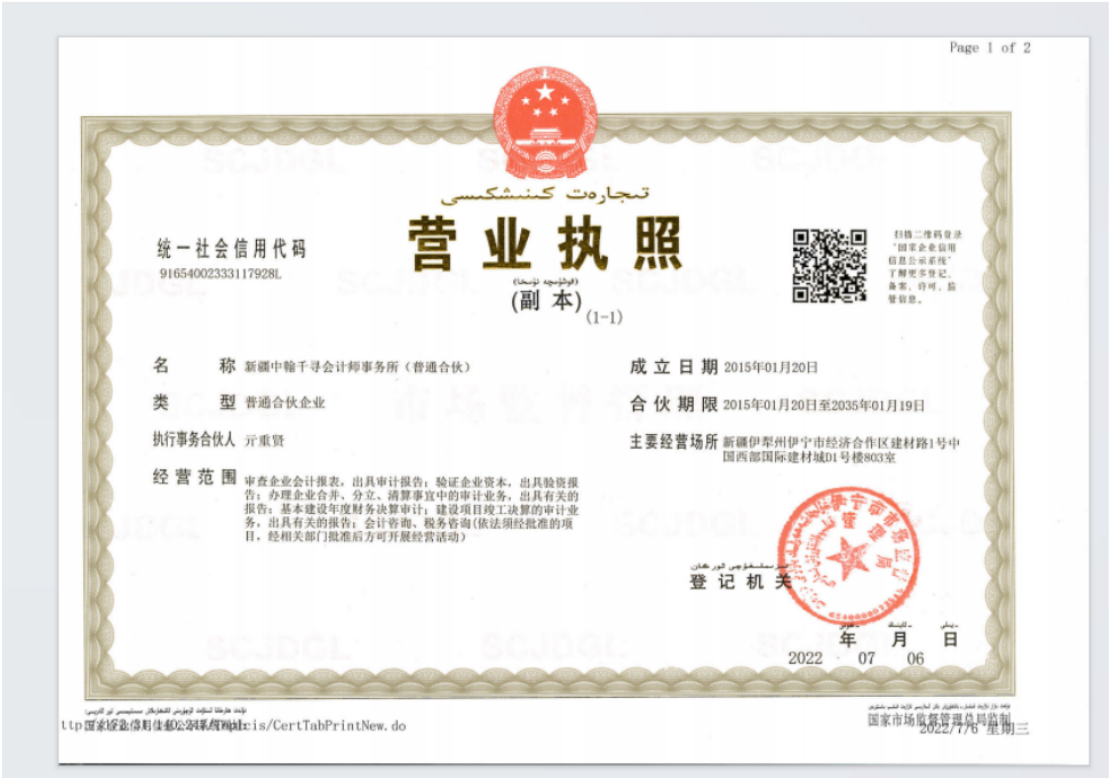 Page 1 of 2
تىجارەت كىنىشكىسى
营业执照
(副 本)
(1-1)
统一社会信用代码
91654002333117928L
扫描二维码登录
“国家企业信用
信息公示系统”
了解更多登记、
备案、许可、监
管信息。
名 称 新疆中翰千寻会计师事务所（普通合伙）
类 型 普通合伙企业
执行事务合伙人 亓重贤
经营范围 审查企业会计报表，出具审计报告；验证企业资本，出具验资报
告；办理企业合并、分立、清算事宜中的审计业务，出具有关的
报告；基本建设年度财务决算审计；建设项目竣工决算的审计业
务，出具有关的报告；会计咨询、税务咨询(依法须经批准的项
目，经相关部门批准后方可开展经营活动)
成立日期 2015年01月20日
合伙期限 2015年01月20日至2035年01月19日
主要经营场所 新疆伊犁州伊宁市经济合作区建材路1号中
国西部国际建材城D1号楼803室
登记机关
伊宁市市场监督管理局
年 月 日
2022 07 06
国家市场监督管理总局监制
2022/7/6 星期三
SCJDGL